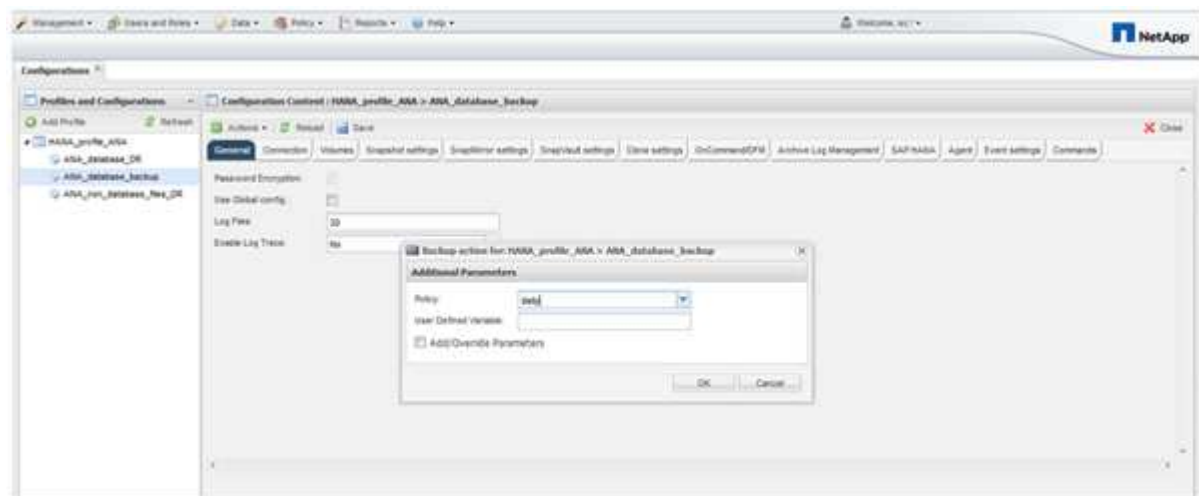 Management Users and Roles Data Policy Reports Help Welcome,
NetApp
Configurations
Profiles and Configurations
Configuration Content : HANA_profile_ANA > ANA_database_backup
Add Profile Refresh
Actions Reload Save Close
HANA_profile_ANA
ANA_database_DR
ANA_database_backup
ANA_non_database_files_DR
General Connection Volumes Snapshot settings SnapMirror settings SnapVault settings Clone settings OnCommand/DFM Archive Log Management SAP HANA Agent Event settings Commands
Password Encryption:
Use Global config:
Log Files: 30
Enable Log Trace: No
Backup action for: HANA_profile_ANA > ANA_database_backup
Additional Parameters
Policy: daily
User Defined Variable:
Add/Override Parameters
OK Cancel